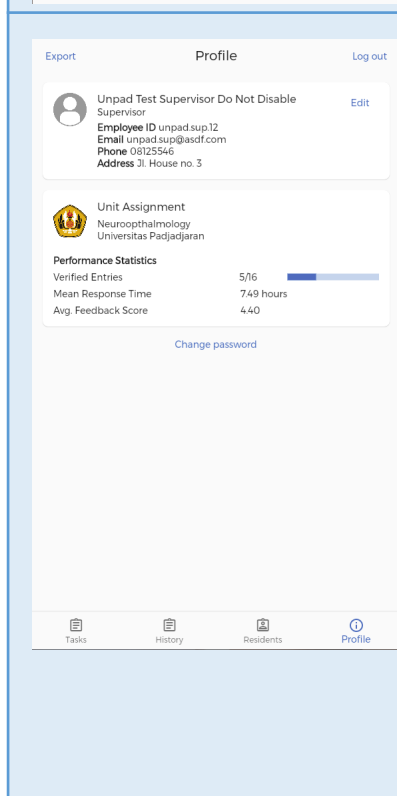 Export Profile Log out
Unpad Test Supervisor Do Not Disable Edit
Supervisor
Employee ID unpad.sup.12
Email unpad.sup@asdf.com
Phone 08125546
Address Jl. House no. 3
Unit Assignment
Neuroopthalmology
Universitas Padjadjaran
Performance Statistics
Verified Entries 5/16
Mean Response Time 7.49 hours
Avg. Feedback Score 4.40
Change password
Tasks History Residents Profile